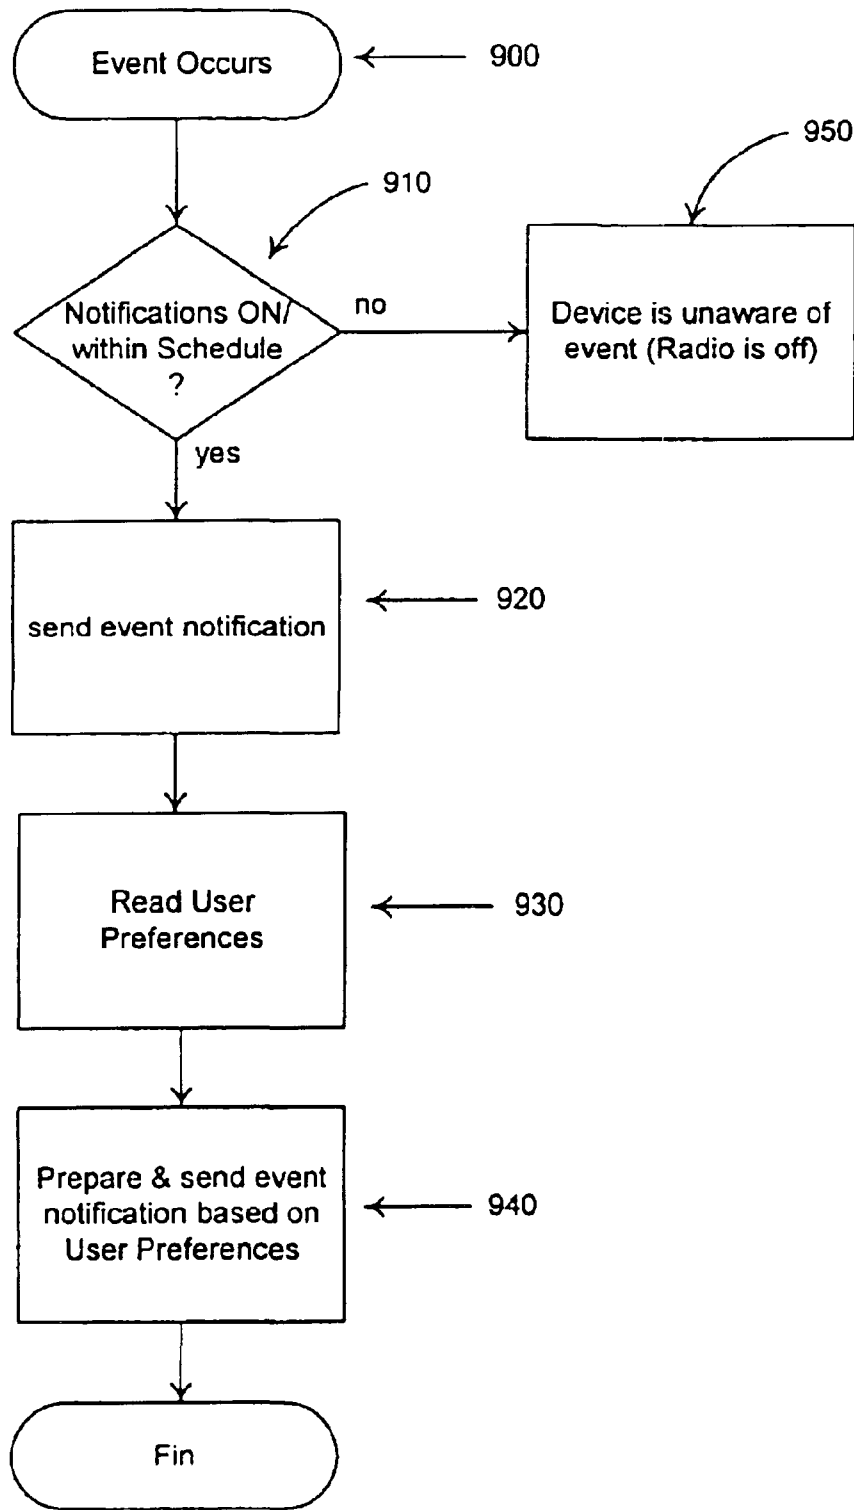 Event Occurs
900
950
910
Notifications ON/
within Schedule
?
no
Device is unaware of
event (Radio is off)
yes
send event notification
920
Read User
Preferences
930
Prepare & send event
notification based on
User Preferences
940
Fin